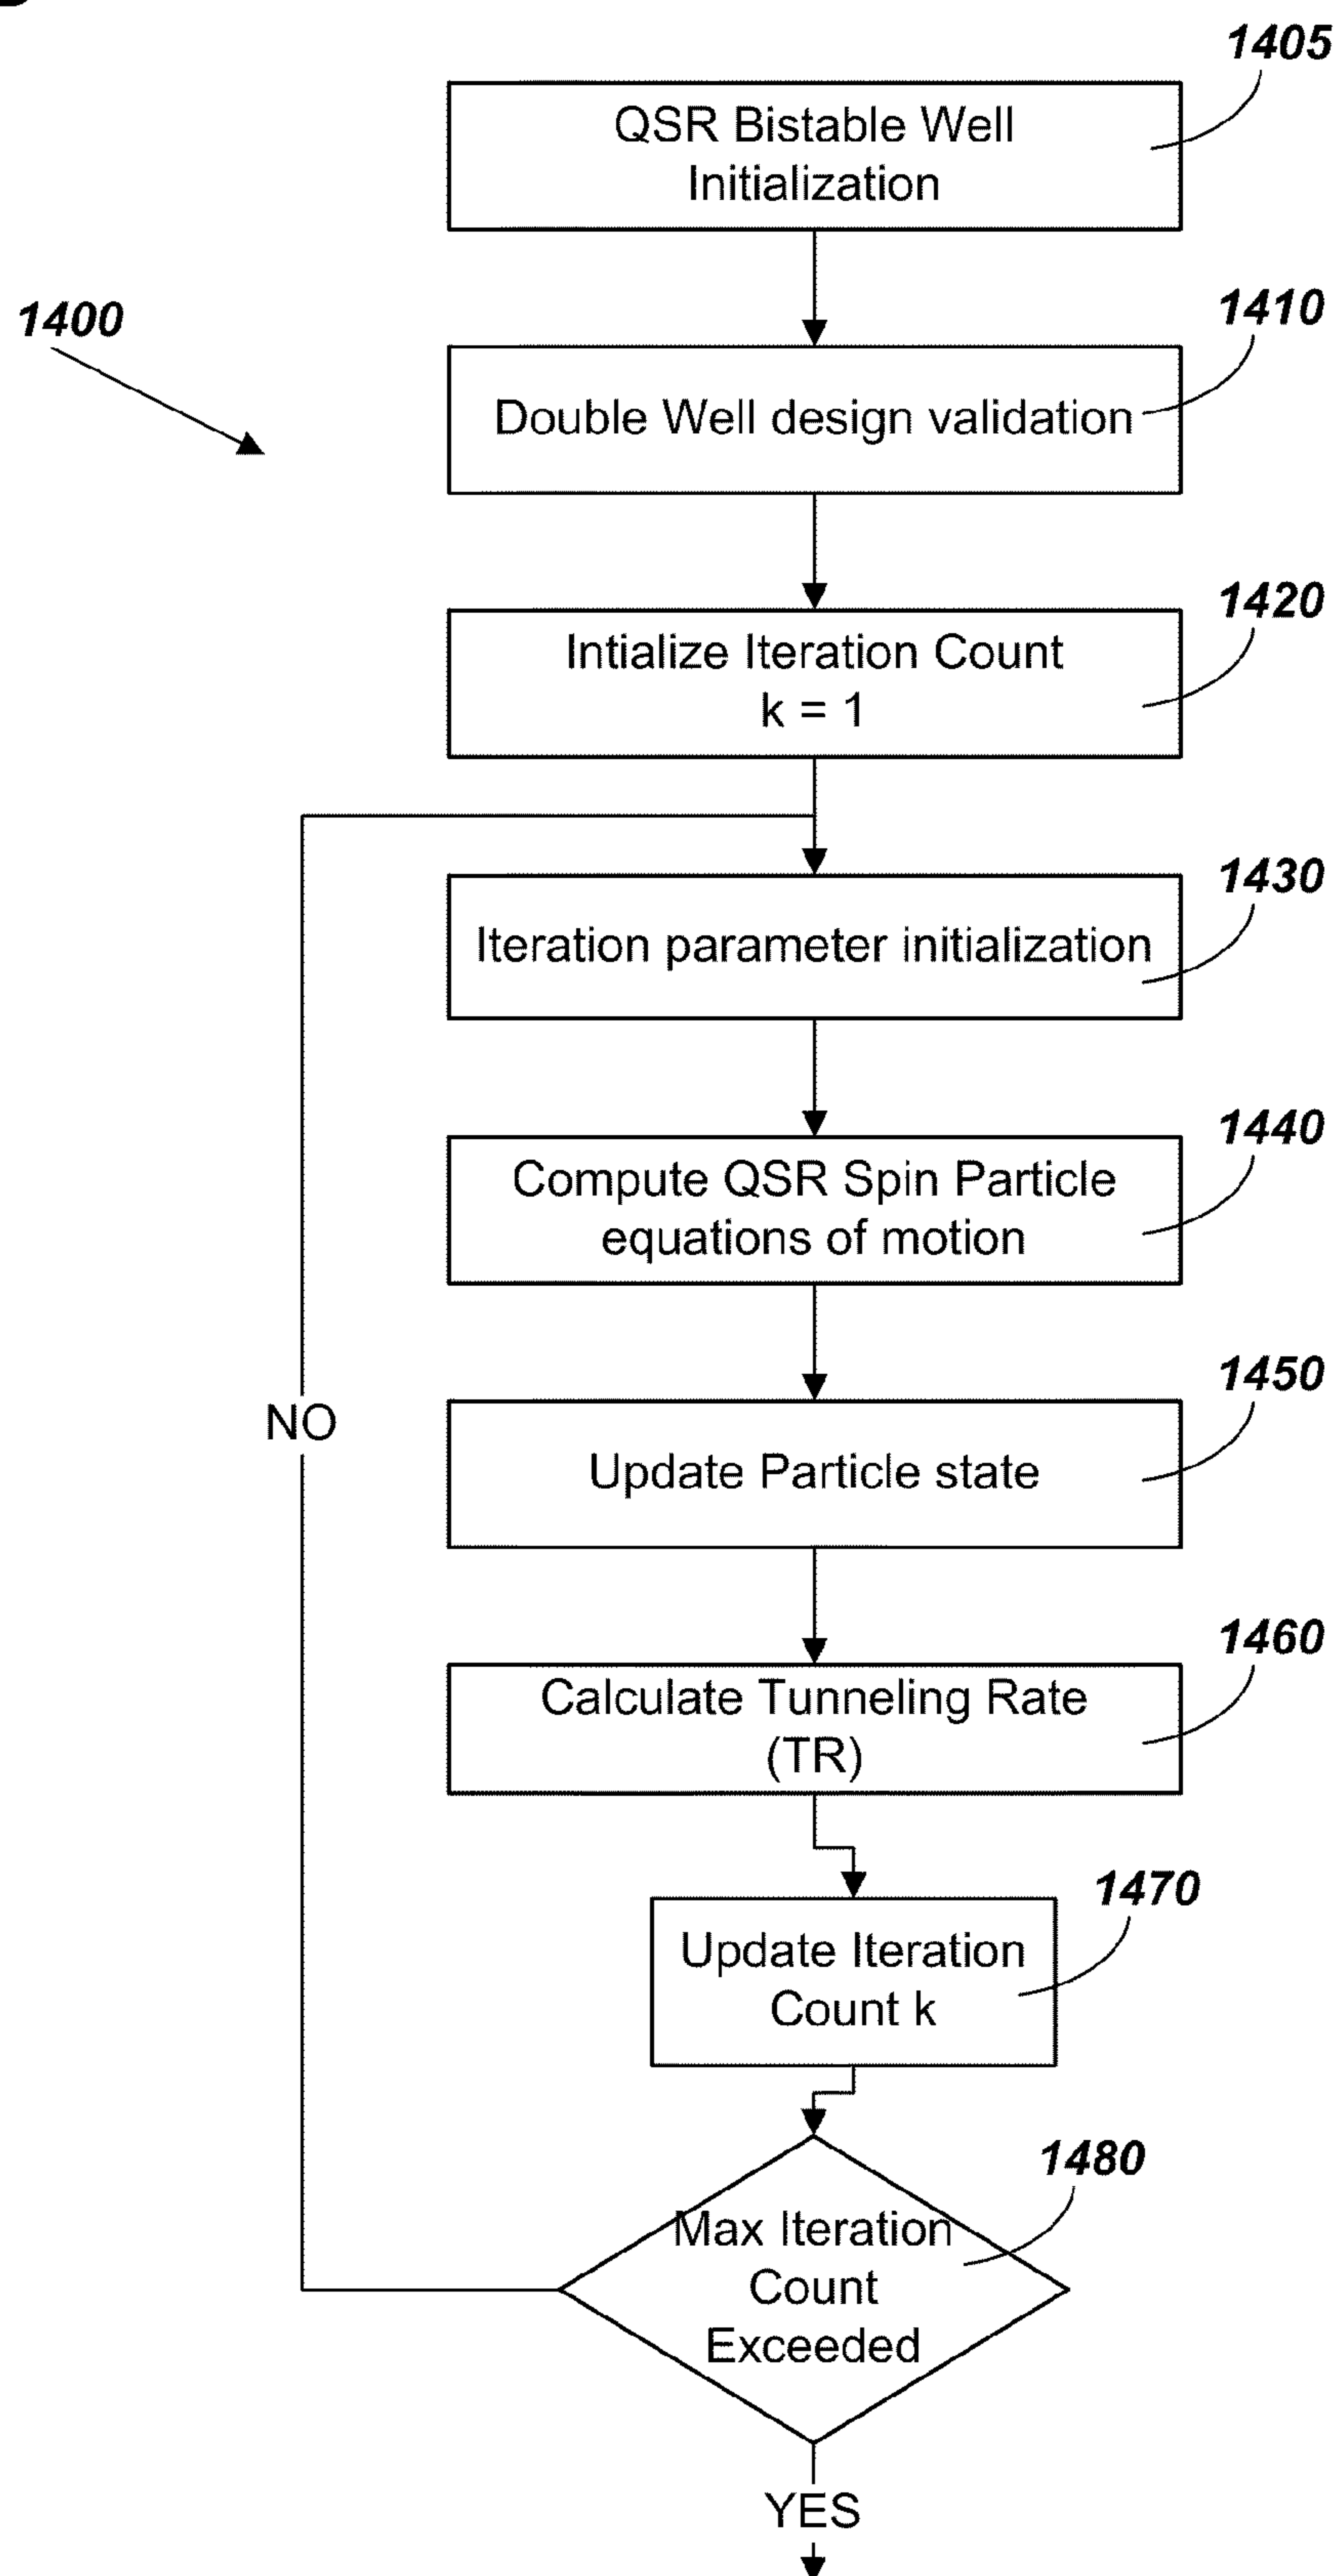 1405
QSR Bistable Well
Initialization
1400
1410
Double Well design validation
1420
Intialize Iteration Count
k = 1
1430
Iteration parameter initialization
1440
Compute QSR Spin Particle
equations of motion
1450
NO
Update Particle state
1460
Calculate Tunneling Rate
(TR)
1470
Update Iteration
Count k
1480
Max Iteration
Count
Exceeded
YES